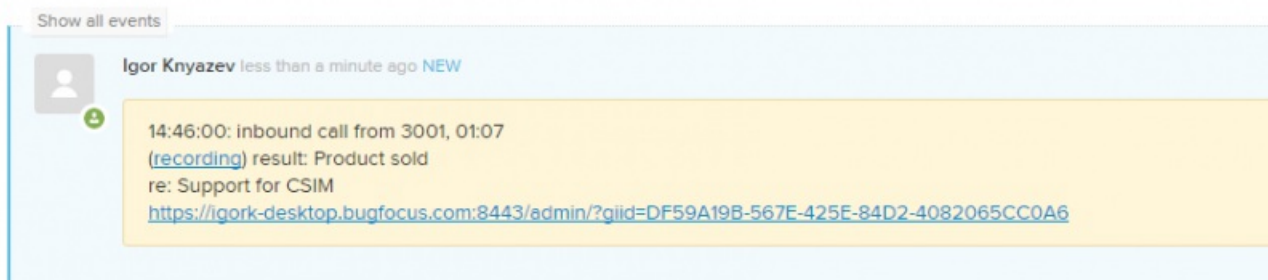 Show all events
Igor Knyazev less than a minute ago NEW
14:46:00: inbound call from 3001, 01:07
(recording) result: Product sold
re: Support for CSIM
https://igork-desktop.bugfocus.com:8443/admin/?giid=DF59A19B-567E-425E-84D2-4082065CC0A6